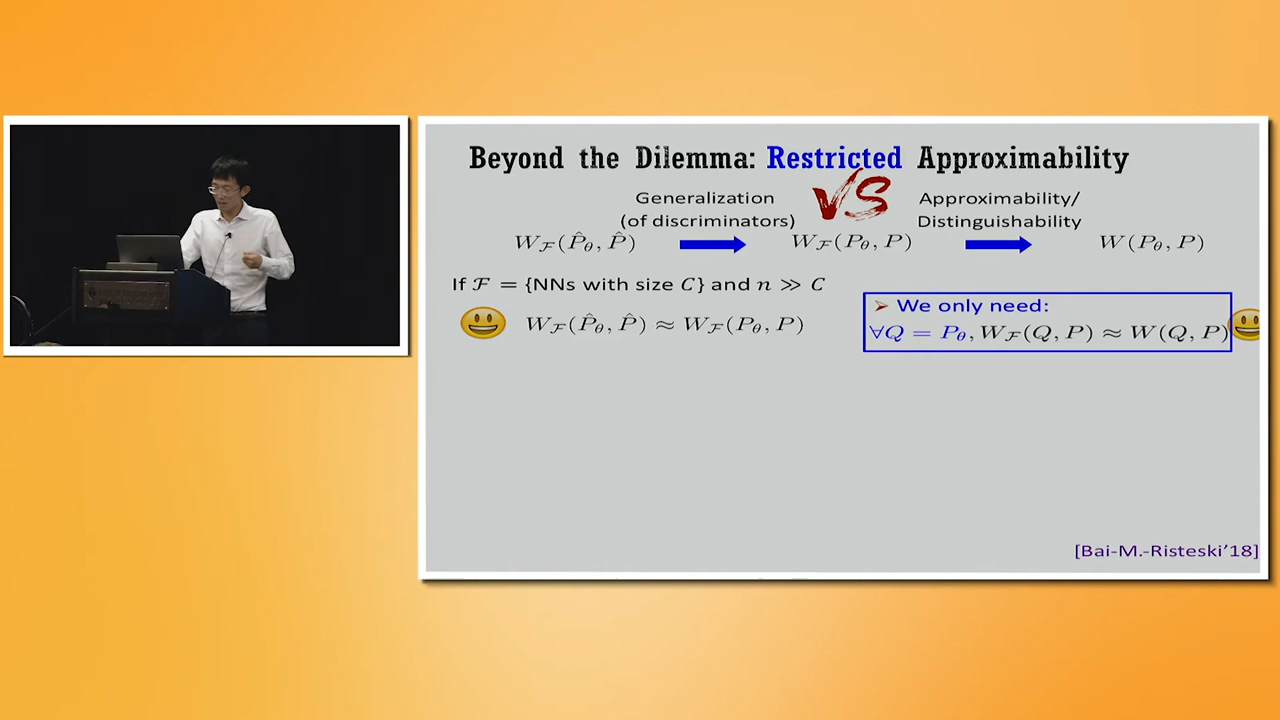 Beyond the Dilemma: Restricted Approximability
Generalization
(of discriminators)
VS
Approximability/
Distinguishability
W_ℱ(P̂_θ, P̂)
W_ℱ(P_θ, P)
W(P_θ, P)
If ℱ = {NNs with size C} and n ≫ C
W_ℱ(P̂_θ, P̂) ≈ W_ℱ(P_θ, P)
➢ We only need:
∀Q = P_θ, W_ℱ(Q, P) ≈ W(Q, P)
[Bai-M.-Risteski'18]